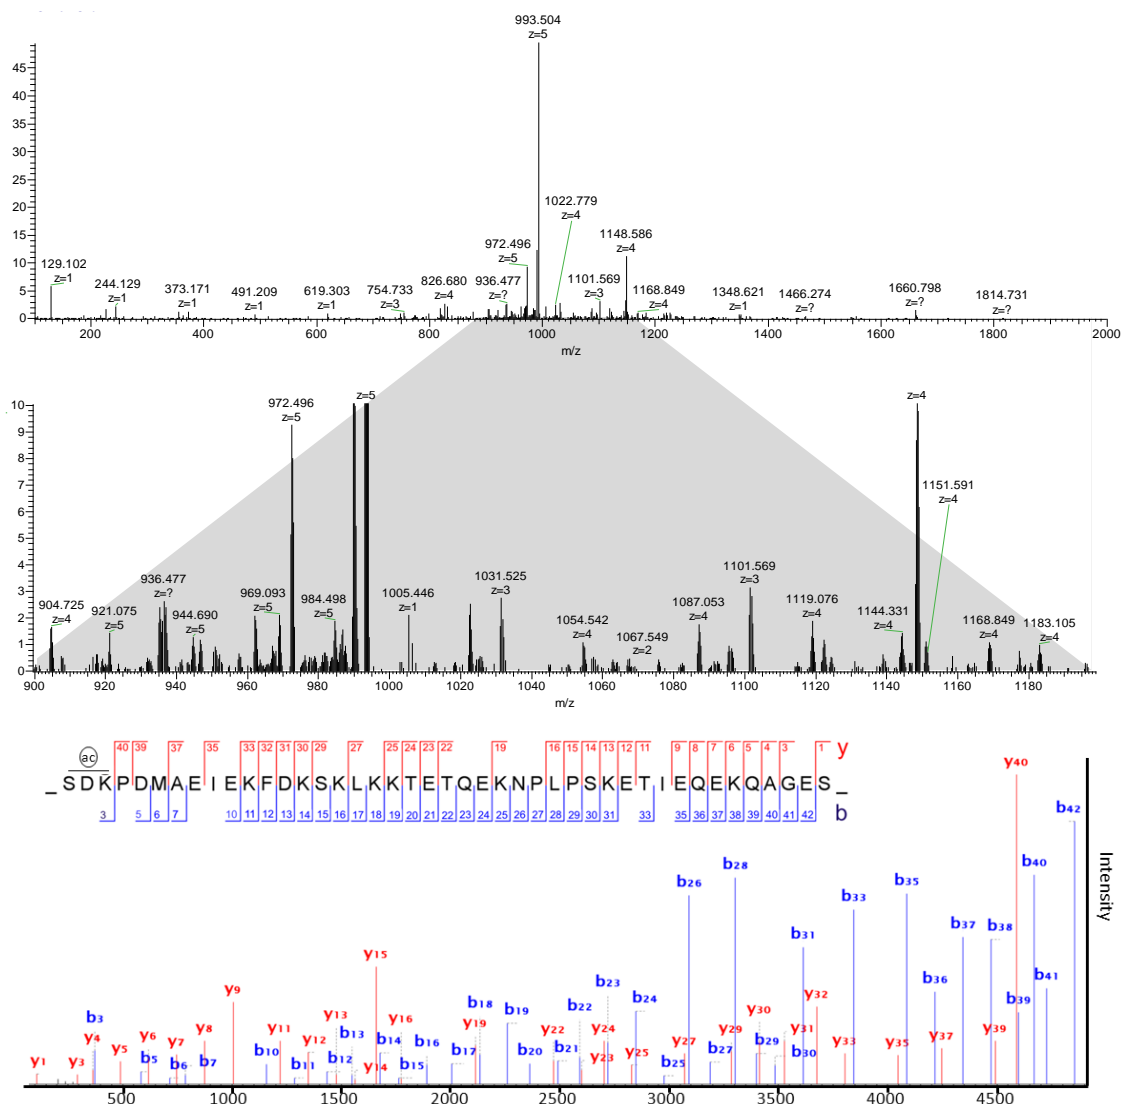 993.504
z=5
45
40
35
30
25
20
15
10
5
0
1022.779
z=4
1148.586
z=4
972.496
z=5
129.102
z=1
244.129
z=1
373.171
z=1
491.209
z=1
619.303
z=1
754.733
z=3
826.680
z=4
936.477
z=?
1101.569
z=3
1168.849
z=4
1348.621
z=1
1466.274
z=?
1660.798
z=?
1814.731
z=?
200 400 600 800 1000 1200 1400 1600 1800 2000
m/z
10
9
8
7
6
5
4
3
2
1
0
972.496
z=5
z=5
z=4
1151.591
z=4
904.725
z=4
921.075
z=5
936.477
z=?
944.690
z=5
969.093
z=5
984.498
z=5
1005.446
z=1
1031.525
z=3
1054.542
z=4
1067.549
z=2
1087.053
z=4
1101.569
z=3
1119.076
z=4
1144.331
z=4
1168.849
z=4
1183.105
z=4
900 920 940 960 980 1000 1020 1040 1060 1080 1100 1120 1140 1160 1180
m/z
40 39 37 35 33 32 31 30 29 27 25 24 23 22 19 16 15 14 13 12 11 9 8 7 6 5 4 3 1 y
ac
_ S D K P D M A E I E K F D K S K L K K T E T Q E K N P L P S K E T I E Q E K Q A G E S _
3 5 6 7 10 11 12 13 14 15 16 17 18 19 20 21 22 23 24 25 26 27 28 29 30 31 33 35 36 37 38 39 40 41 42 b
y1 y3 y4 b3 y5 b5 y6 b6 y7 b7 y8 y9 b10 y11 b11 y12 b12 y13 b13 y14 y15 b14 b15 y16 b16 b17 y19 b18 b19 b20 y22 b21 b22 y23 y24 b23 y25 b24 b25 y27 b26 b27 y29 b28 y30 b29 y31 b30 b31 y32 y33 b33 y35 b35 b36 y37 b37 y39 b38 y40 b39 b40 b41 b42
Intensity
500 1000 1500 2000 2500 3000 3500 4000 4500